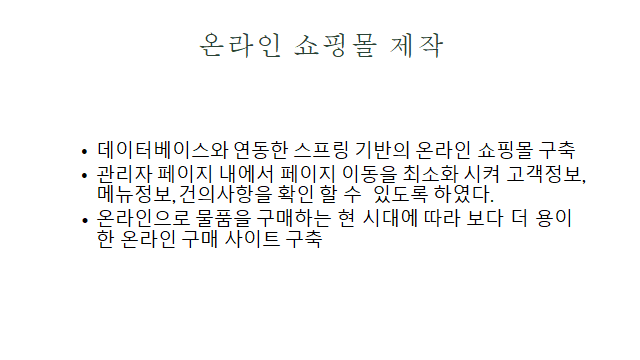 온라인 쇼핑몰 제작
• 데이터베이스와 연동한 스프링 기반의 온라인 쇼핑몰 구축
• 관리자 페이지 내에서 페이지 이동을 최소화 시켜 고객정보,
메뉴정보,건의사항을 확인 할 수 있도록 하였다.
• 온라인으로 물품을 구매하는 현 시대에 따라 보다 더 용이
한 온라인 구매 사이트 구축